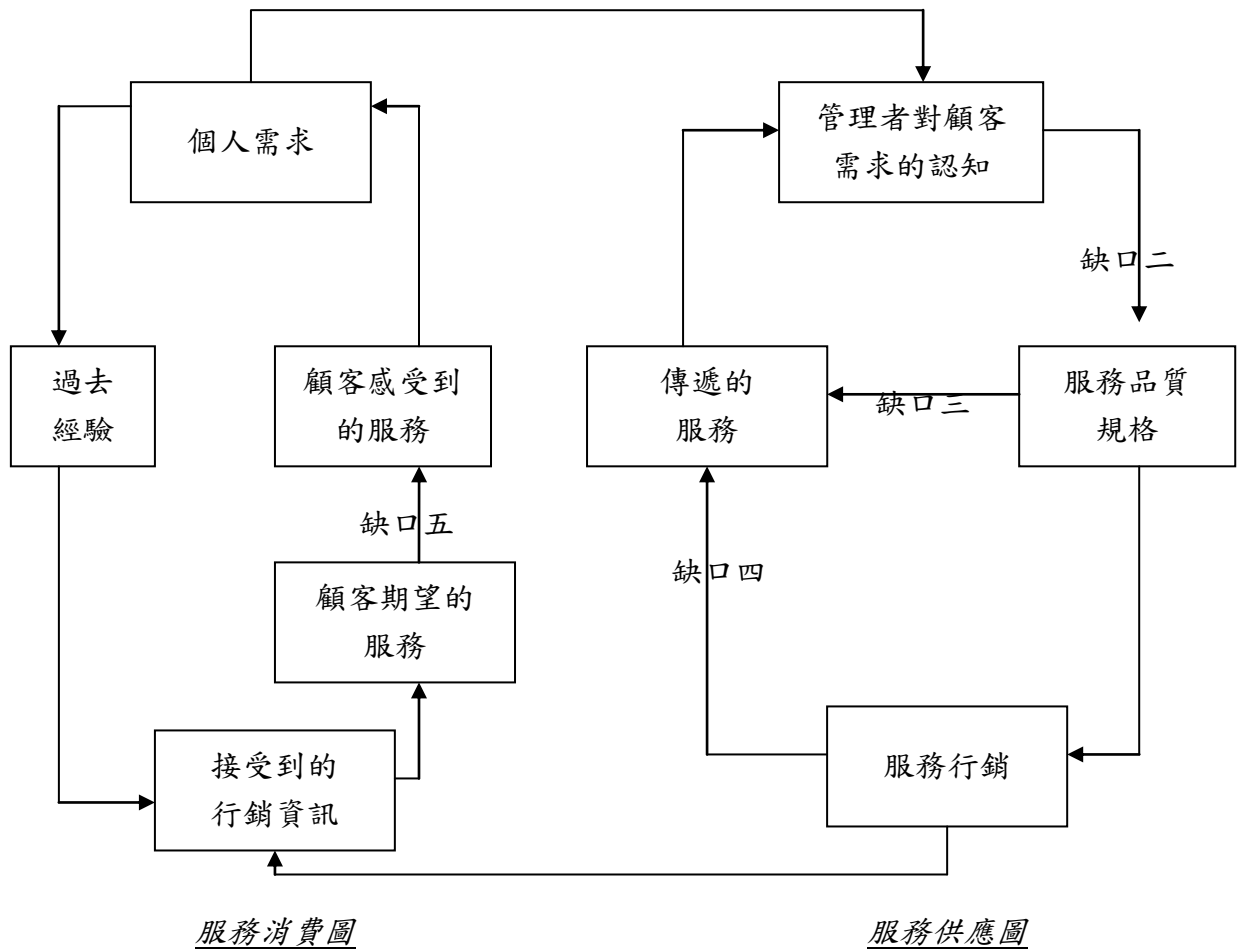 個人需求
管理者對顧客
需求的認知
缺口二
過去
經驗
顧客感受到
的服務
傳遞的
服務
缺口三
服務品質
規格
缺口五
缺口四
顧客期望的
服務
接受到的
行銷資訊
服務行銷
服務消費圖
服務供應圖